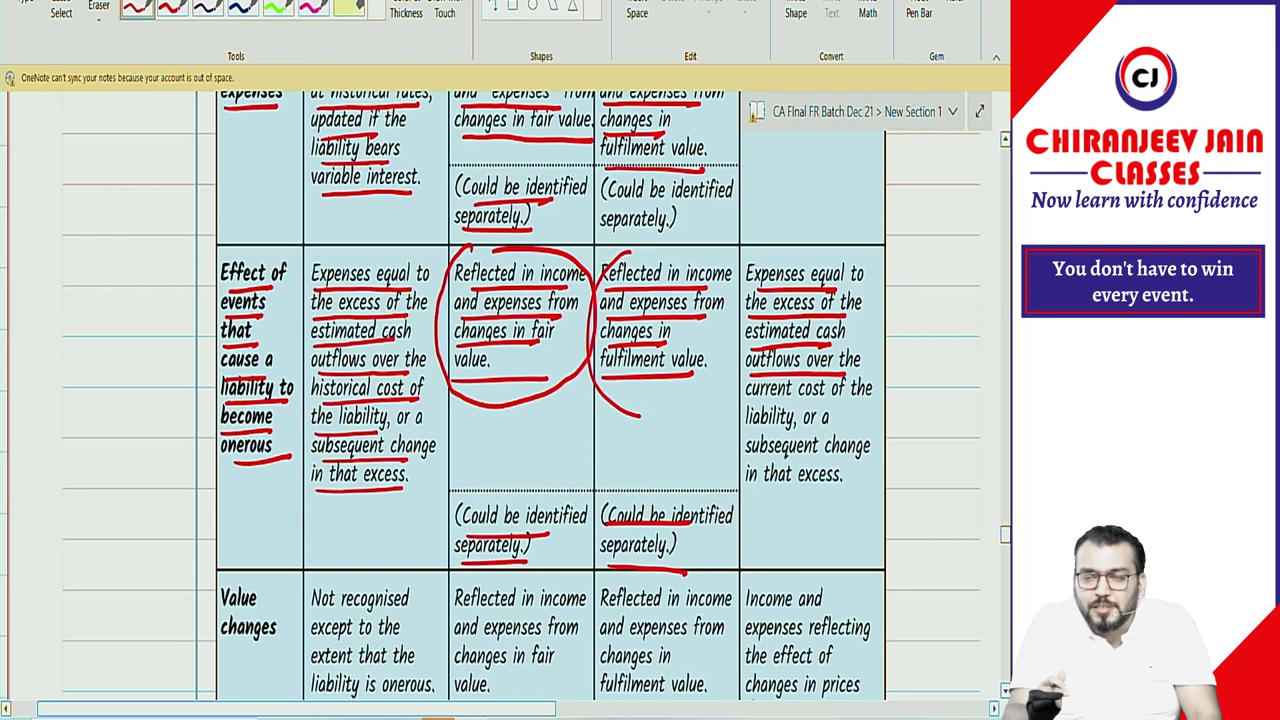 Select
Eraser
Thickness
Touch
Space
Shape
Text
Math
Pen Bar
Tools
Shapes
Edit
Convert
Gem
OneNote can't sync your notes because your account is out of space.
CA FInal FR Batch Dec 21 > New Section 1
expenses
at historical rates,
updated if the
liability bears
variable interest.
and expenses from
changes in fair value.
(Could be identified
separately.)
and expenses from
changes in
fulfilment value.
(Could be identified
separately.)
Effect of
events
that
cause a
liability to
become
onerous
Expenses equal to
the excess of the
estimated cash
outflows over the
historical cost of
the liability, or a
subsequent change
in that excess.
Reflected in income
and expenses from
changes in fair
value.
(Could be identified
separately.)
Reflected in income
and expenses from
changes in
fulfilment value.
(Could be identified
separately.)
Expenses equal to
the excess of the
estimated cash
outflows over the
current cost of the
liability, or a
subsequent change
in that excess.
Value
changes
Not recognised
except to the
extent that the
liability is onerous.
Reflected in income
and expenses from
changes in fair
value.
Reflected in income
and expenses from
changes in
fulfilment value.
Income and
expenses reflecting
the effect of
changes in prices
CJ
CHIRANJEEV JAIN
CLASSES
Now learn with confidence
You don't have to win
every event.